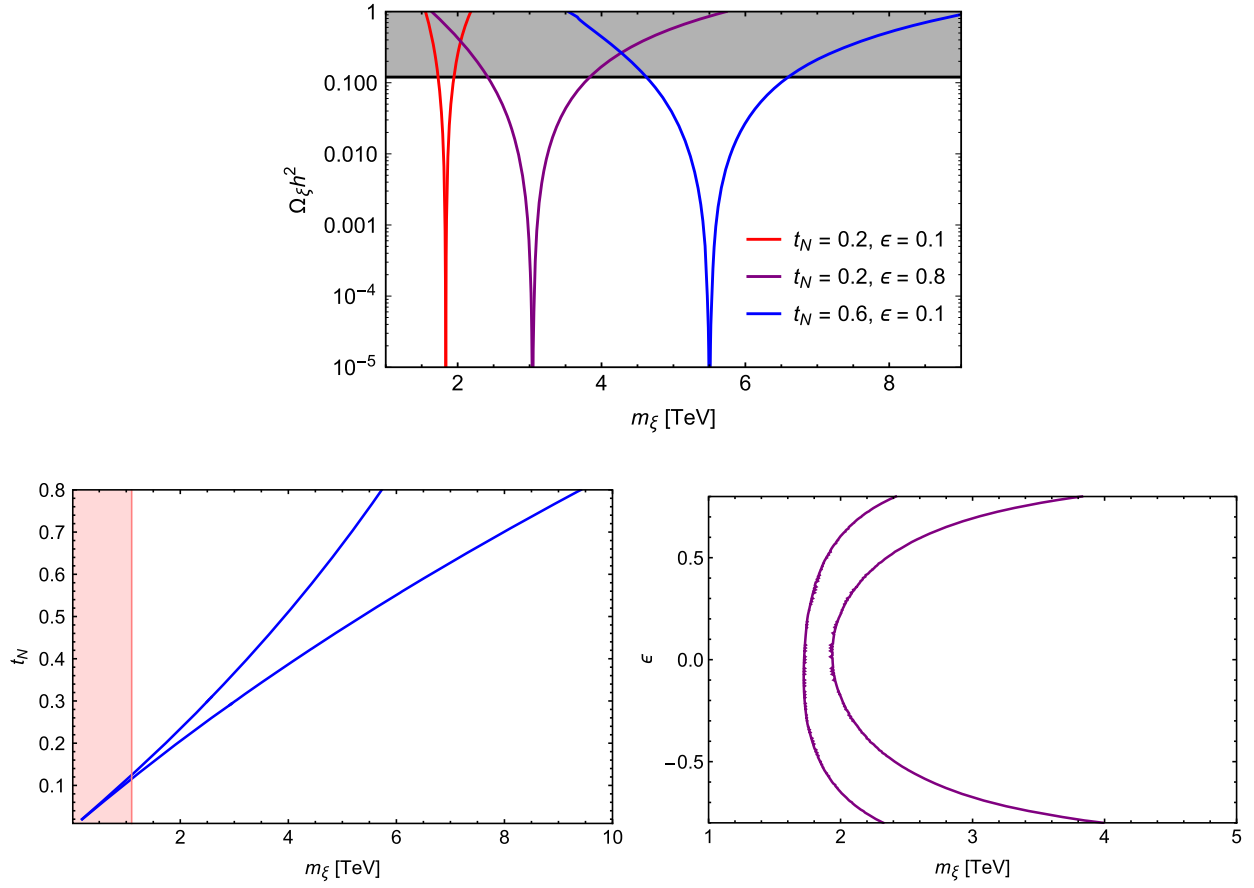 1
0.100
0.010
0.001
10⁻⁴
10⁻⁵
Ω_ξ h²
t_N = 0.2, ϵ = 0.1
t_N = 0.2, ϵ = 0.8
t_N = 0.6, ϵ = 0.1
2 4 6 8
m_ξ [TeV]
0.8
0.7
0.6
0.5
0.4
0.3
0.2
0.1
t_N
2 4 6 8 10
m_ξ [TeV]
0.5
0.0
−0.5
ϵ
1 2 3 4 5
m_ξ [TeV]